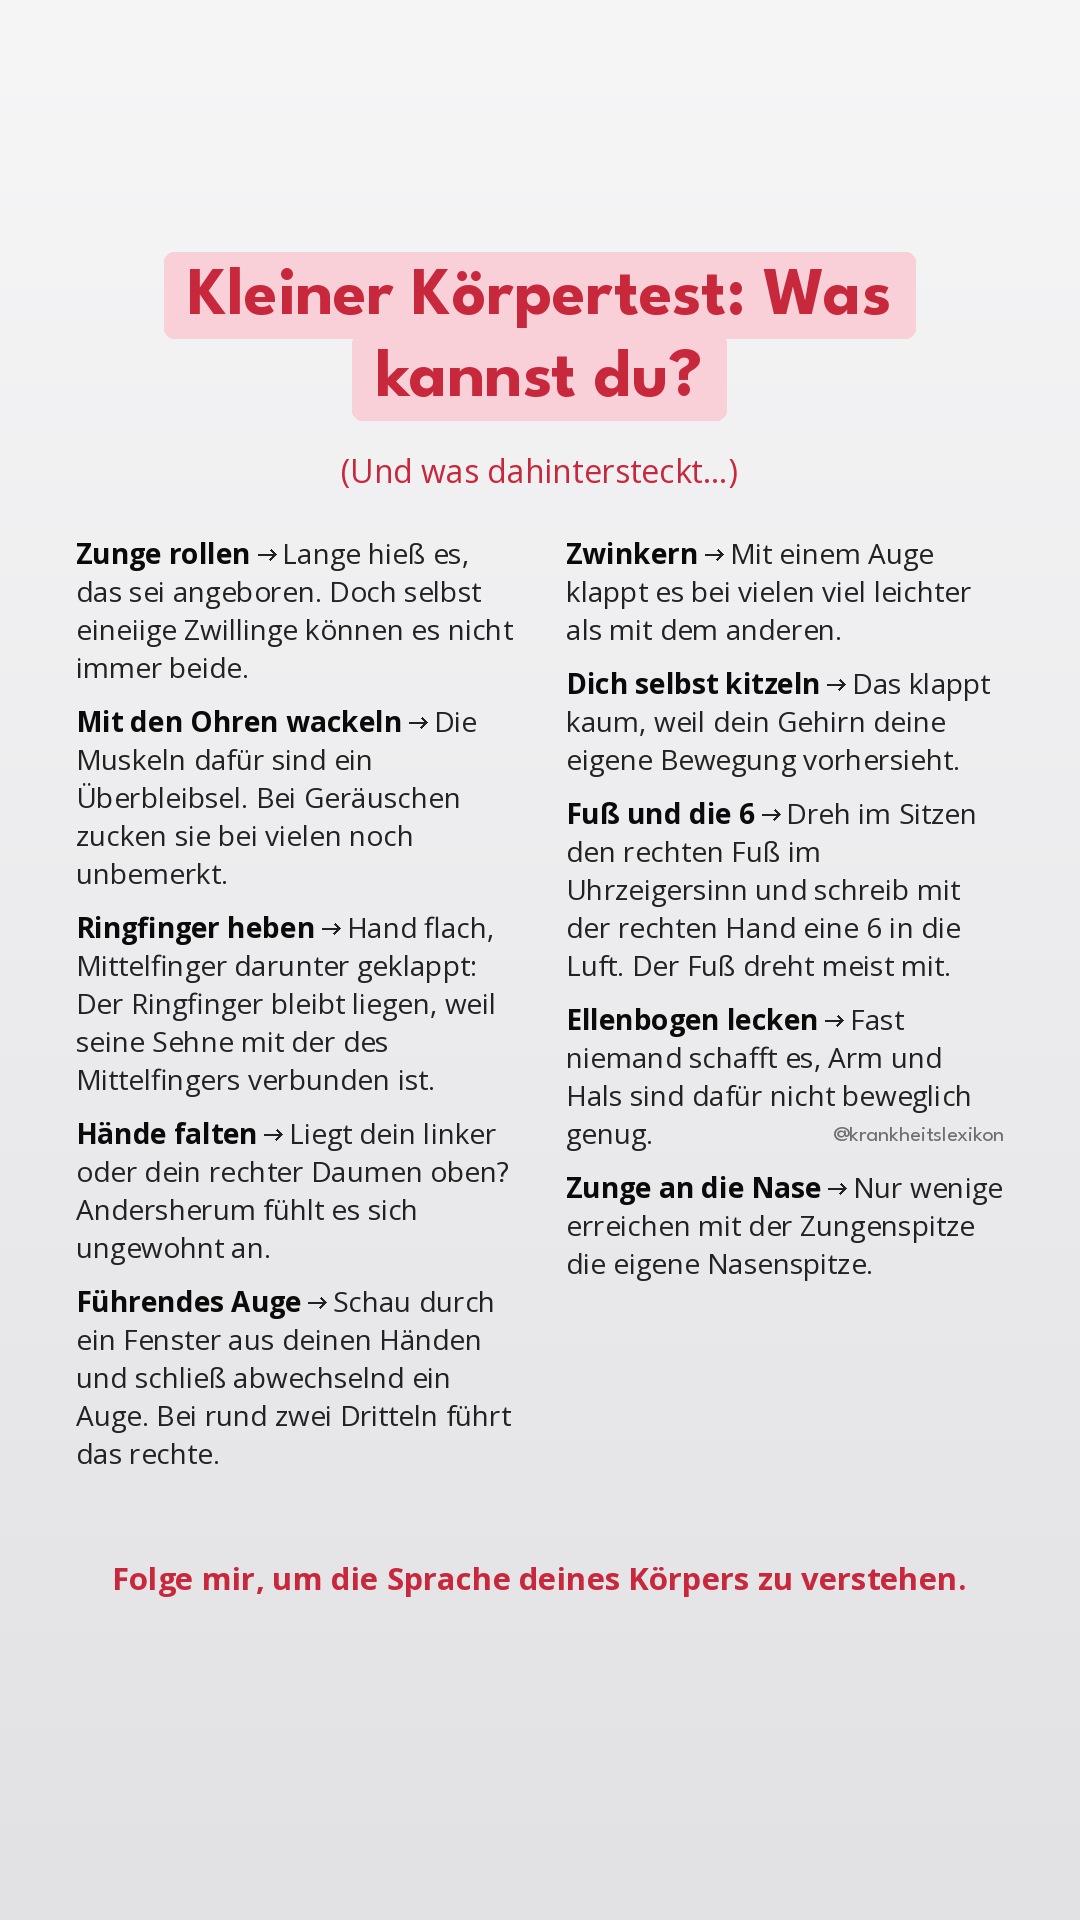 Kleiner Körpertest: Was
kannst du?
(Und was dahintersteckt...)
Zunge rollen → Lange hieß es,
das sei angeboren. Doch selbst
eineiige Zwillinge können es nicht
immer beide.
Mit den Ohren wackeln → Die
Muskeln dafür sind ein
Überbleibsel. Bei Geräuschen
zucken sie bei vielen noch
unbemerkt.
Ringfinger heben → Hand flach,
Mittelfinger darunter geklappt:
Der Ringfinger bleibt liegen, weil
seine Sehne mit der des
Mittelfingers verbunden ist.
Hände falten → Liegt dein linker
oder dein rechter Daumen oben?
Andersherum fühlt es sich
ungewohnt an.
Führendes Auge → Schau durch
ein Fenster aus deinen Händen
und schließ abwechselnd ein
Auge. Bei rund zwei Dritteln führt
das rechte.
Zwinkern → Mit einem Auge
klappt es bei vielen viel leichter
als mit dem anderen.
Dich selbst kitzeln → Das klappt
kaum, weil dein Gehirn deine
eigene Bewegung vorhersieht.
Fuß und die 6 → Dreh im Sitzen
den rechten Fuß im
Uhrzeigersinn und schreib mit
der rechten Hand eine 6 in die
Luft. Der Fuß dreht meist mit.
Ellenbogen lecken → Fast
niemand schafft es, Arm und
Hals sind dafür nicht beweglich
genug.
@krankheitslexikon
Zunge an die Nase → Nur wenige
erreichen mit der Zungenspitze
die eigene Nasenspitze.
Folge mir, um die Sprache deines Körpers zu verstehen.